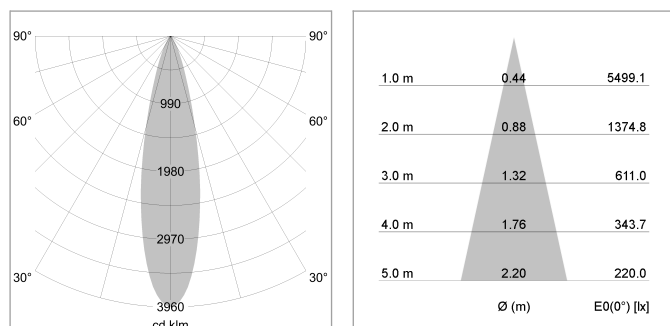 90° 90°
990
60° 60°
1980
2970
30° 30°
3960
cd klm
1.0 m 0.44 5499.1
2.0 m 0.88 1374.8
3.0 m 1.32 611.0
4.0 m 1.76 343.7
5.0 m 2.20 220.0
Ø (m) E0(0°) [lx]